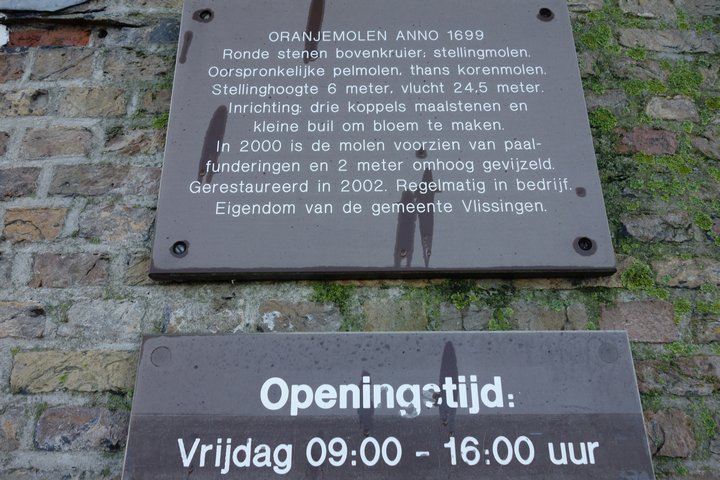 ORANJEMOLEN ANNO 1699
Ronde stenen bovenkruier: stellingmolen.
Oorspronkelijke pelmolen, thans korenmolen.
Stellinghoogte 6 meter, vlucht 24,5 meter.
Inrichting: drie koppels maalstenen en
kleine buil om bloem te maken.
In 2000 is de molen voorzien van paal-
funderingen en 2 meter omhoog gevijzeld.
Gerestaureerd in 2002. Regelmatig in bedrijf.
Eigendom van de gemeente Vlissingen.
Openingstijd:
Vrijdag 09:00 - 16:00 uur